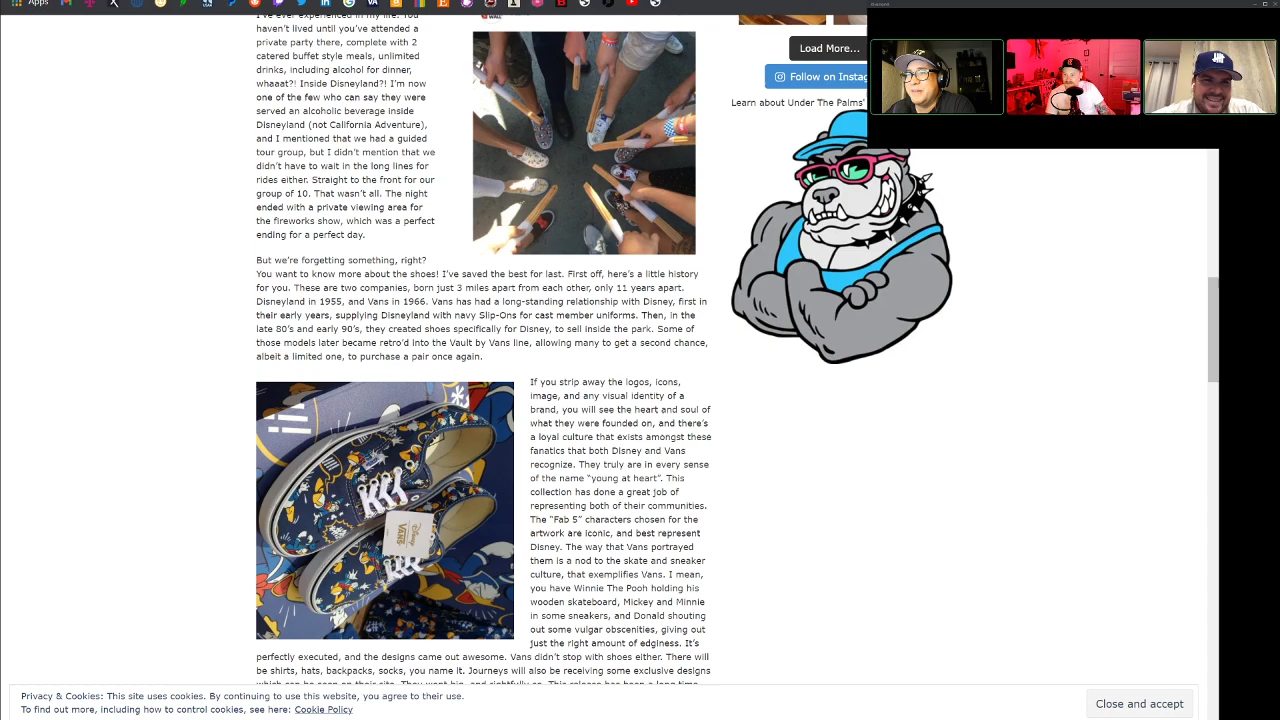 Apps
I've ever experienced in my life. You
haven't lived until you've attended a
private party there, complete with 2
catered buffet style meals, unlimited
drinks, including alcohol for dinner,
whaaat?! Inside Disneyland?! I'm now
one of the few who can say they were
served an alcoholic beverage inside
Disneyland (not California Adventure),
and I mentioned that we had a guided
tour group, but I didn't mention that we
didn't have to wait in the long lines for
rides either. Straight to the front for our
group of 10. That wasn't all. The night
ended with a private viewing area for
the fireworks show, which was a perfect
ending for a perfect day.
But we're forgetting something, right?
You want to know more about the shoes! I've saved the best for last. First off, here's a little history
for you. These are two companies, born just 3 miles apart from each other, only 11 years apart.
Disneyland in 1955, and Vans in 1966. Vans has had a long-standing relationship with Disney, first in
their early years, supplying Disneyland with navy Slip-Ons for cast member uniforms. Then, in the
late 80's and early 90's, they created shoes specifically for Disney, to sell inside the park. Some of
those models later became retro'd into the Vault by Vans line, allowing many to get a second chance,
albeit a limited one, to purchase a pair once again.
If you strip away the logos, icons,
image, and any visual identity of a
brand, you will see the heart and soul of
what they were founded on, and there's
a loyal culture that exists amongst these
fanatics that both Disney and Vans
recognize. They truly are in every sense
of the name "young at heart". This
collection has done a great job of
representing both of their communities.
The "Fab 5" characters chosen for the
artwork are iconic, and best represent
Disney. The way that Vans portrayed
them is a nod to the skate and sneaker
culture, that exemplifies Vans. I mean,
you have Winnie The Pooh holding his
wooden skateboard, Mickey and Minnie
in some sneakers, and Donald shouting
out some vulgar obscenities, giving out
just the right amount of edginess. It's
perfectly executed, and the designs came out awesome. Vans didn't stop with shoes either. There will
be shirts, hats, backpacks, socks, you name it. Journeys will also be receiving some exclusive designs
WALL
Disney
VANS
Load More...
Follow on Instag
Learn about Under The Palms'
Privacy & Cookies: This site uses cookies. By continuing to use this website, you agree to their use.
To find out more, including how to control cookies, see here: Cookie Policy
Close and accept